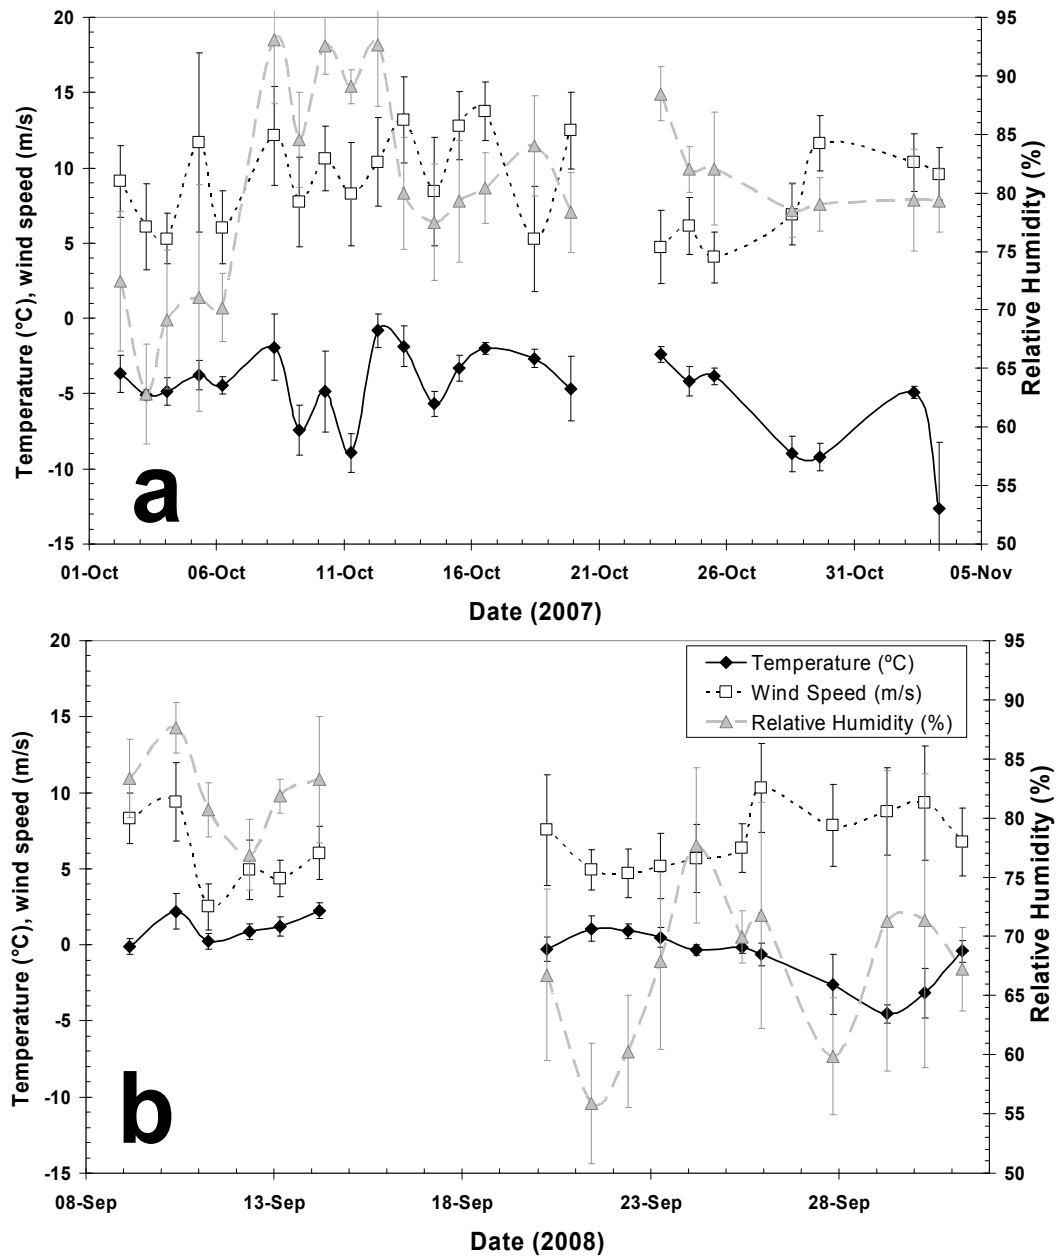 20
15
10
5
0
-5
-10
-15
Temperature (°C), wind speed (m/s)
95
90
85
80
75
70
65
60
55
50
Relative Humidity (%)
a
01-Oct 06-Oct 11-Oct 16-Oct 21-Oct 26-Oct 31-Oct 05-Nov
Date (2007)
20
15
10
5
0
-5
-10
-15
Temperature (°C), wind speed (m/s)
Temperature (ºC)
Wind Speed (m/s)
Relative Humidity (%)
95
90
85
80
75
70
65
60
55
50
Relative Humidity (%)
b
08-Sep 13-Sep 18-Sep 23-Sep 28-Sep
Date (2008)